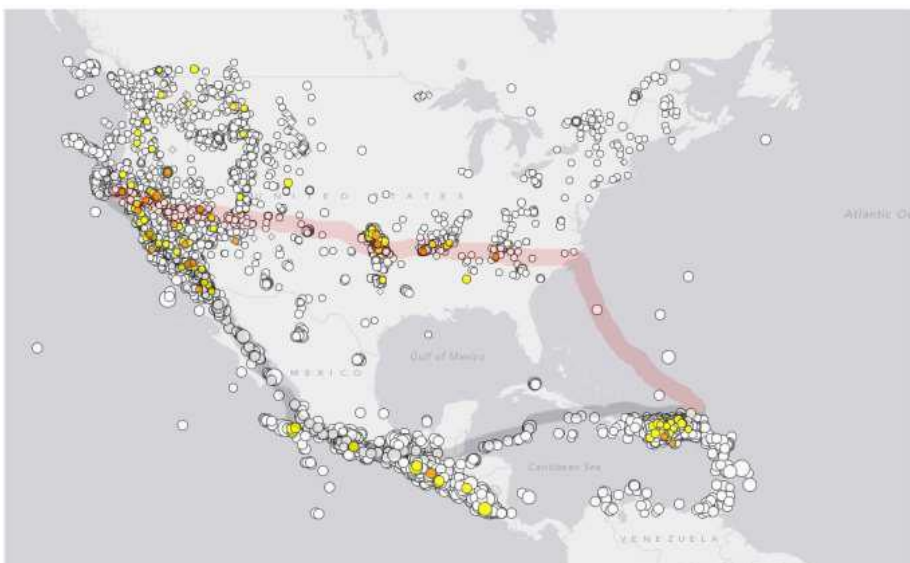 UNITED STATES
Atlantic Oc
Gulf of Mexico
MEXICO
Caribbean Sea
VENEZUELA